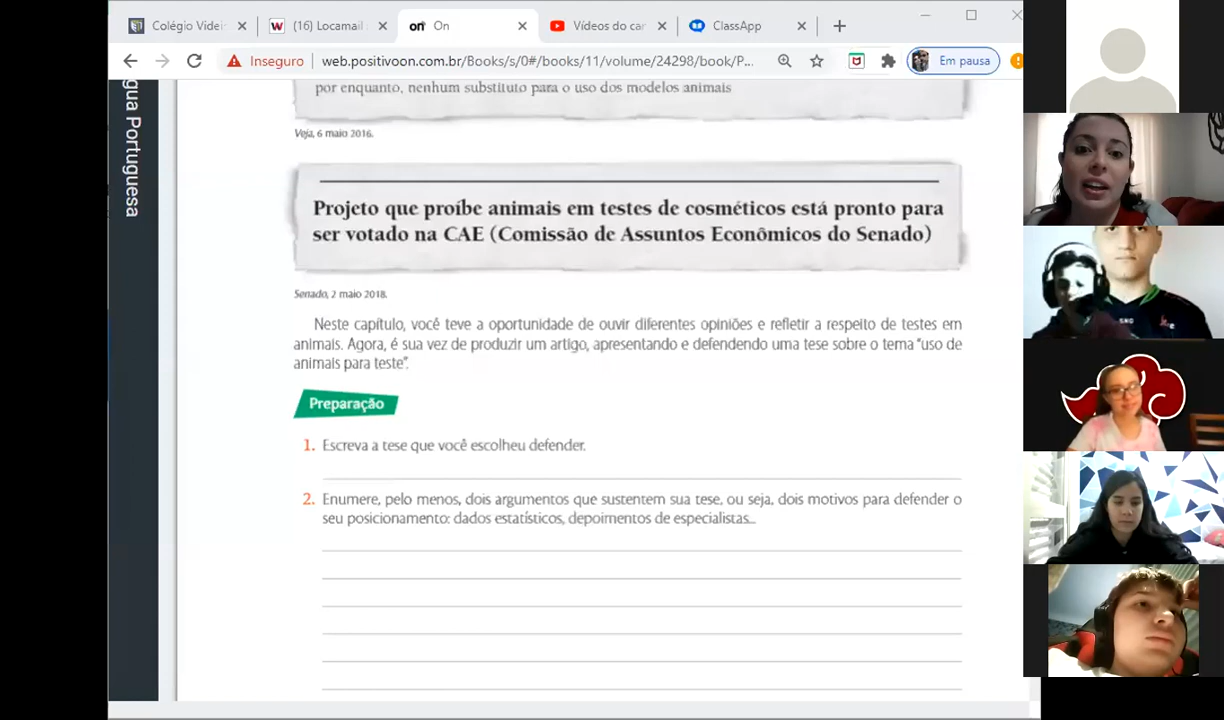 Colégio Videi
(16) Locamail
On
Vídeos do car
ClassApp
Inseguro
web.positivoon.com.br/Books/s/0#/books/11/volume/24298/book/P...
Em pausa
gua Portuguesa
por enquanto, nenhum substituto para o uso dos modelos animais
Veja, 6 maio 2016.
Projeto que proíbe animais em testes de cosméticos está pronto para
ser votado na CAE (Comissão de Assuntos Econômicos do Senado)
Senado, 2 maio 2018.
Neste capítulo, você teve a oportunidade de ouvir diferentes opiniões e refletir a respeito de testes em
animais. Agora, é sua vez de produzir um artigo, apresentando e defendendo uma tese sobre o tema "uso de
animais para teste".
Preparação
1. Escreva a tese que você escolheu defender.
2. Enumere, pelo menos, dois argumentos que sustentem sua tese, ou seja, dois motivos para defender o
seu posicionamento: dados estatísticos, depoimentos de especialistas...